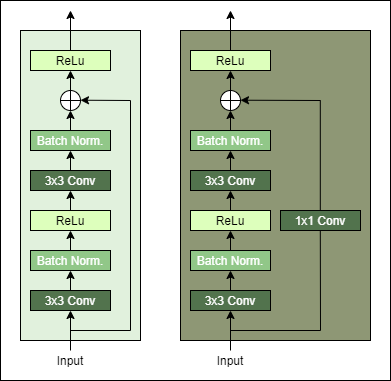 ReLu
Batch Norm.
3x3 Conv
ReLu
Batch Norm.
3x3 Conv
Input
ReLu
Batch Norm.
3x3 Conv
ReLu
1x1 Conv
Batch Norm.
3x3 Conv
Input